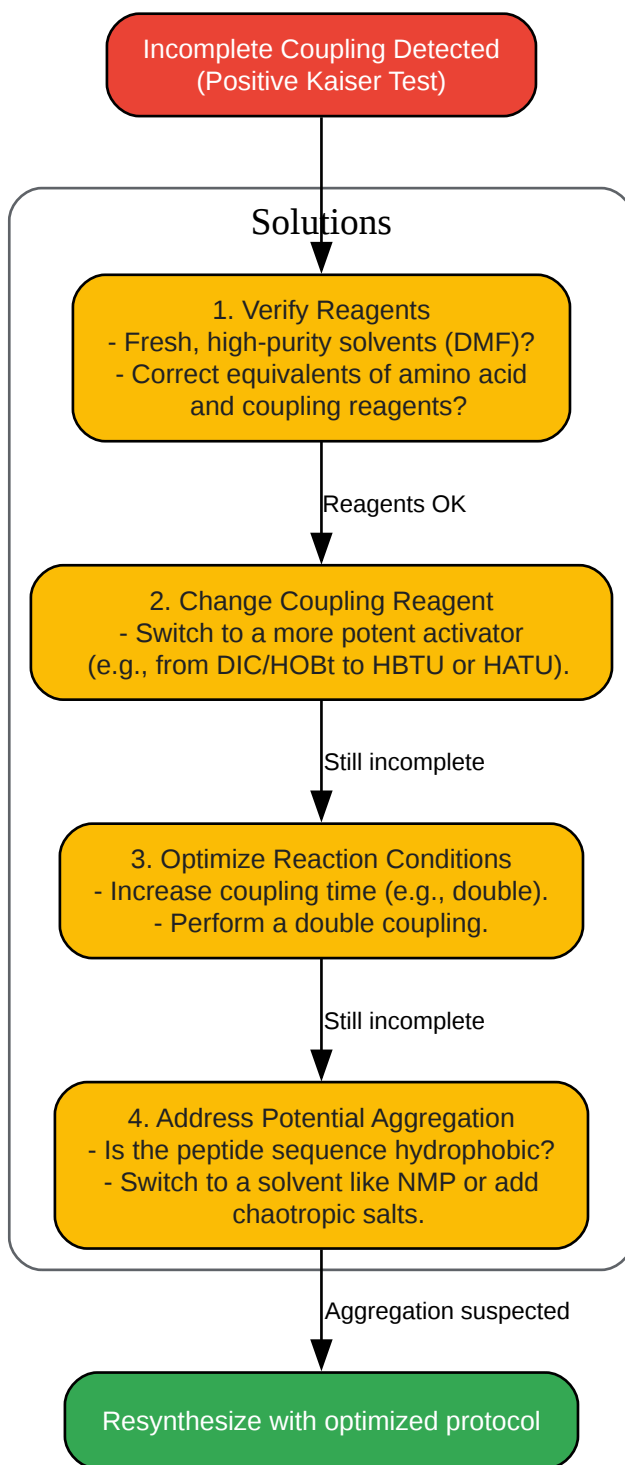 Incomplete Coupling Detected
(Positive Kaiser Test)
Solutions
1. Verify Reagents
- Fresh, high-purity solvents (DMF)?
- Correct equivalents of amino acid
and coupling reagents?
Reagents OK
2. Change Coupling Reagent
- Switch to a more potent activator
(e.g., from DIC/HOBt to HBTU or HATU).
Still incomplete
3. Optimize Reaction Conditions
- Increase coupling time (e.g., double).
- Perform a double coupling.
Still incomplete
4. Address Potential Aggregation
- Is the peptide sequence hydrophobic?
- Switch to a solvent like NMP or add
chaotropic salts.
Aggregation suspected
Resynthesize with optimized protocol